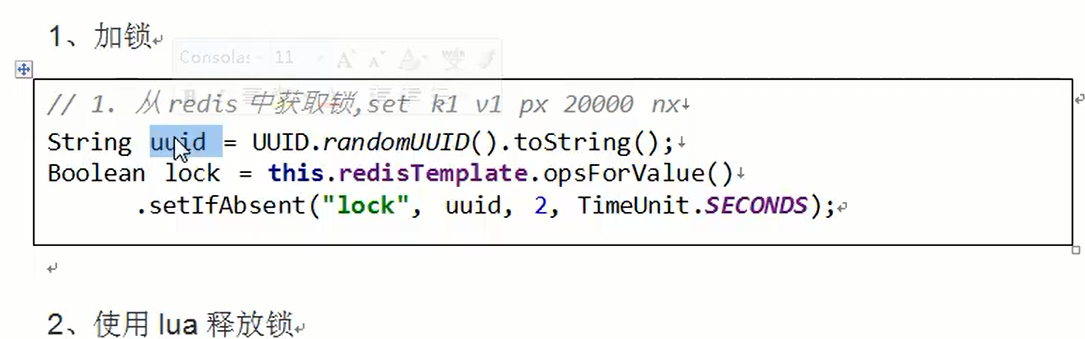 1、加锁
Consolas 11
// 1. 从redis中获取锁,set k1 v1 px 20000 nx
String uuid = UUID.randomUUID().toString();
Boolean lock = this.redisTemplate.opsForValue()
.setIfAbsent("lock", uuid, 2, TimeUnit.SECONDS);
2、使用 lua 释放锁